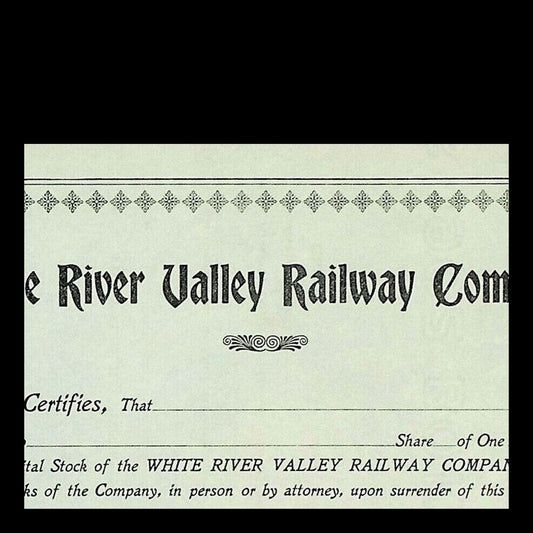 e River Valley Railway Com
Certifies, That
Share of One
ital Stock of the WHITE RIVER VALLEY RAILWAY COMPAN
ks of the Company, in person or by attorney, upon surrender of this